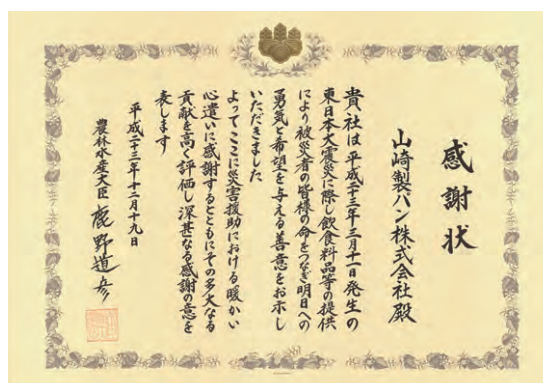 感謝状
山崎製パン株式会社殿
貴社は平成二十三年三月十一日発生の
東日本大震災に際し飲食料品等の提供
により被災者の皆様の命をつなぎ明日への
勇気と希望を与える善意をお示し
いただきました
よってここに災害援助における暖かい
心遣いに感謝するとともにその多大なる
貢献を高く評価し深甚なる感謝の意を
表します
平成二十三年十二月十九日
農林水産大臣 鹿野道彦